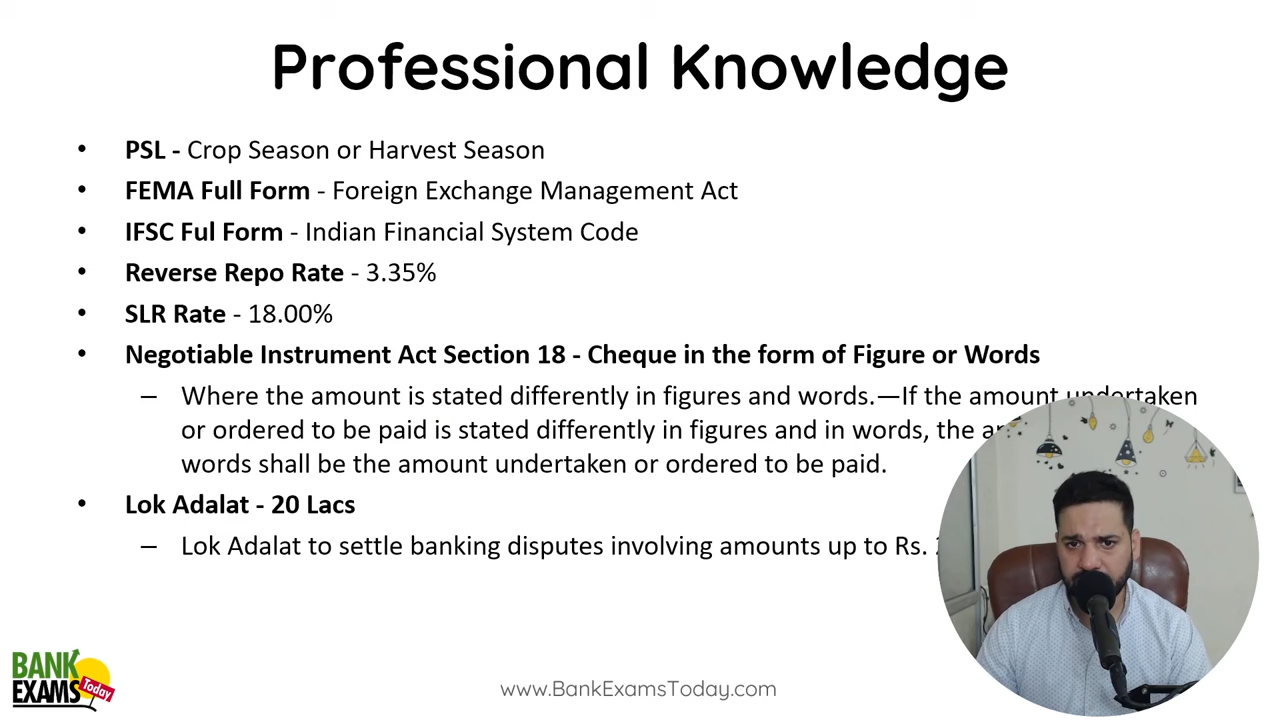 Professional Knowledge
• PSL - Crop Season or Harvest Season
• FEMA Full Form - Foreign Exchange Management Act
• IFSC Ful Form - Indian Financial System Code
• Reverse Repo Rate - 3.35%
• SLR Rate - 18.00%
• Negotiable Instrument Act Section 18 - Cheque in the form of Figure or Words
– Where the amount is stated differently in figures and words.—If the amount undertaken
or ordered to be paid is stated differently in figures and in words, the
words shall be the amount undertaken or ordered to be paid.
• Lok Adalat - 20 Lacs
– Lok Adalat to settle banking disputes involving amounts up to Rs.
BANK
EXAMS
Today
www.BankExamsToday.com